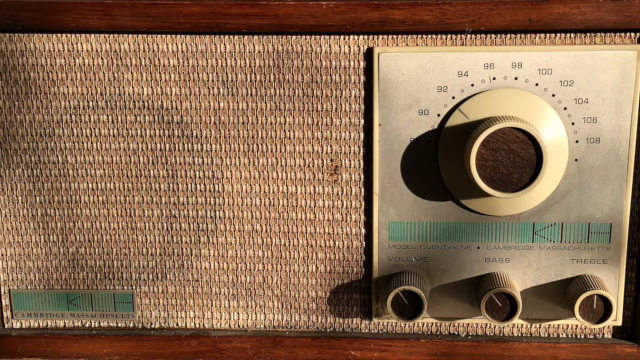 96 98
94 100
92 102
90 104
106
108
KLH
MODEL TWENTY-ONE • CAMBRIDGE, MASSACHUSETTS
VOLUME BASS TREBLE
KLH
CAMBRIDGE, MASSACHUSETTS